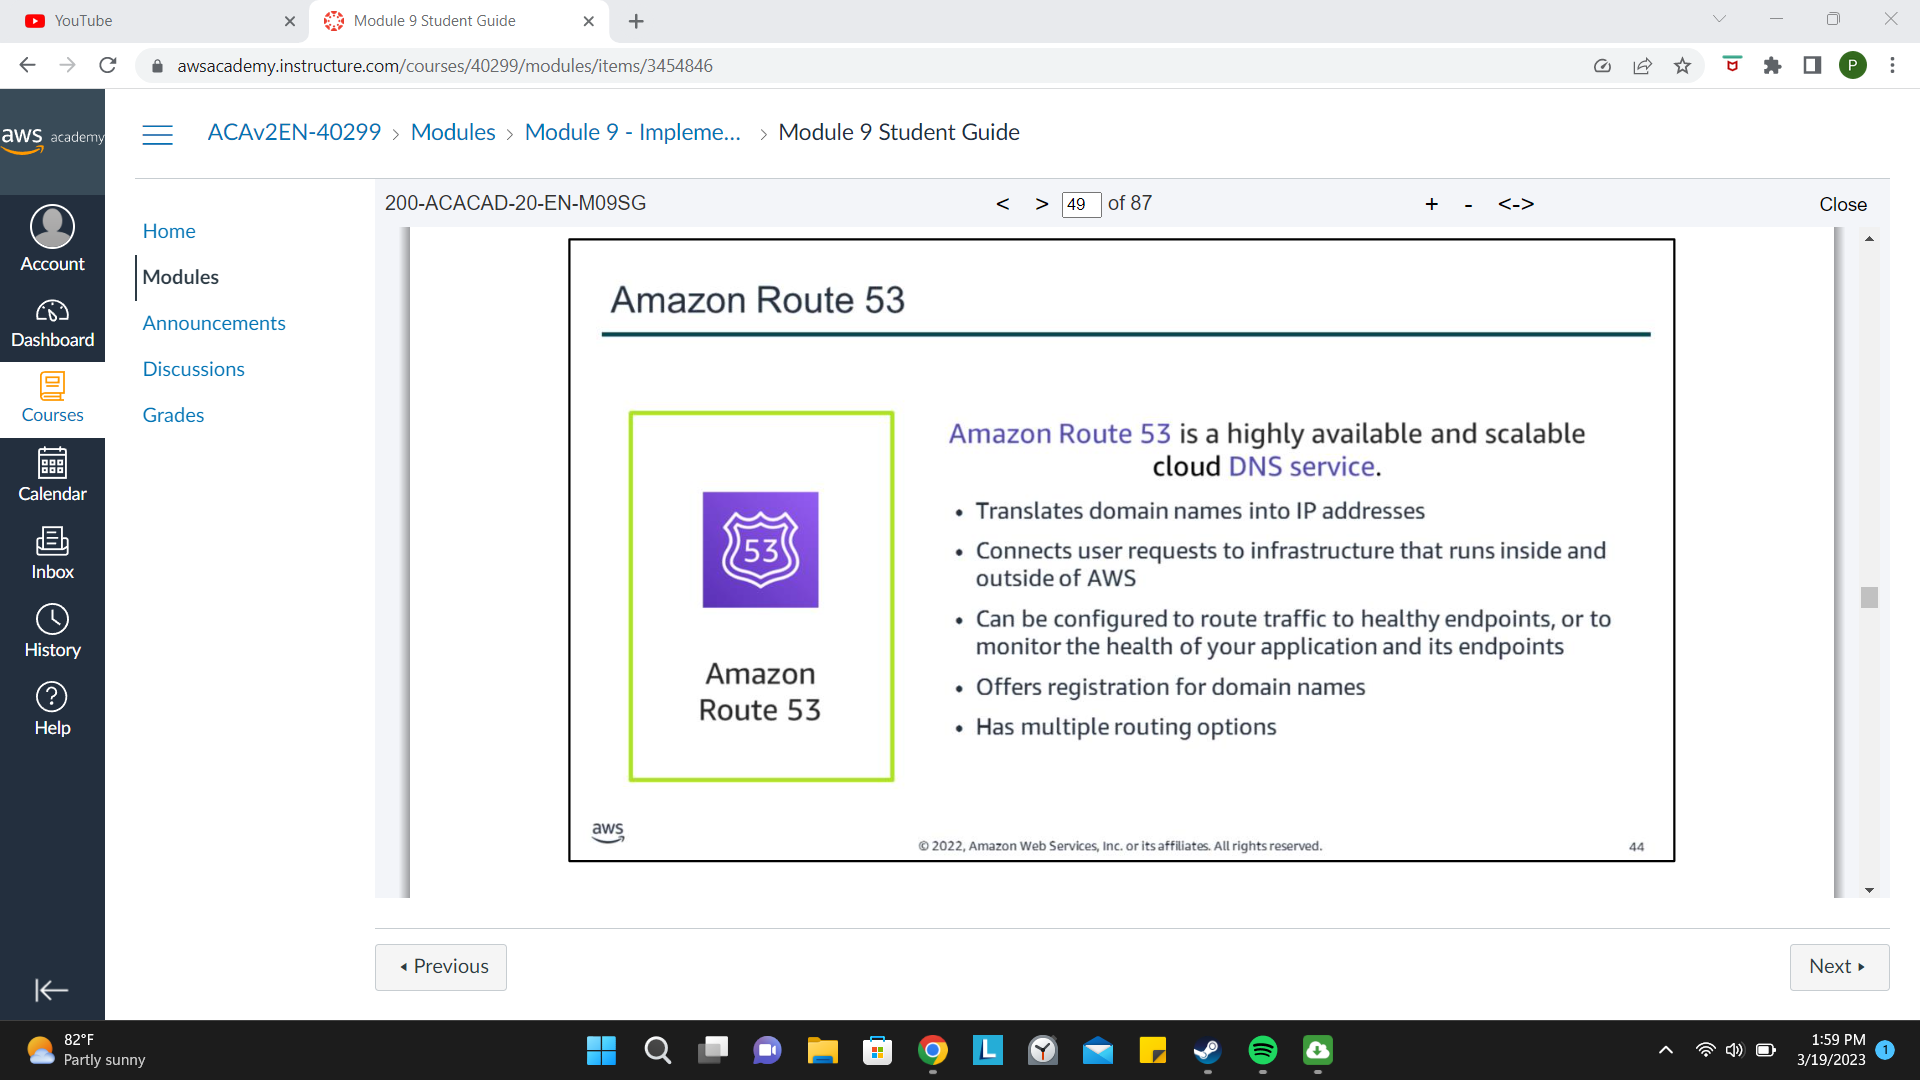 YouTube
Module 9 Student Guide
awsacademy.instructure.com/courses/40299/modules/items/3454846
P
aws academy
ACAv2EN-40299 > Modules > Module 9 - Impleme... > Module 9 Student Guide
Account
Dashboard
Courses
Calendar
Inbox
History
Help
Home
Modules
Announcements
Discussions
Grades
200-ACACAD-20-EN-M09SG
< > 49 of 87
+ - <->
Close
Amazon Route 53
53
Amazon
Route 53
Amazon Route 53 is a highly available and scalable
cloud DNS service.
• Translates domain names into IP addresses
• Connects user requests to infrastructure that runs inside and
outside of AWS
• Can be configured to route traffic to healthy endpoints, or to
monitor the health of your application and its endpoints
• Offers registration for domain names
• Has multiple routing options
aws
© 2022, Amazon Web Services, Inc. or its affiliates. All rights reserved.
44
Previous
Next
82°F
Partly sunny
L
1:59 PM
3/19/2023
1